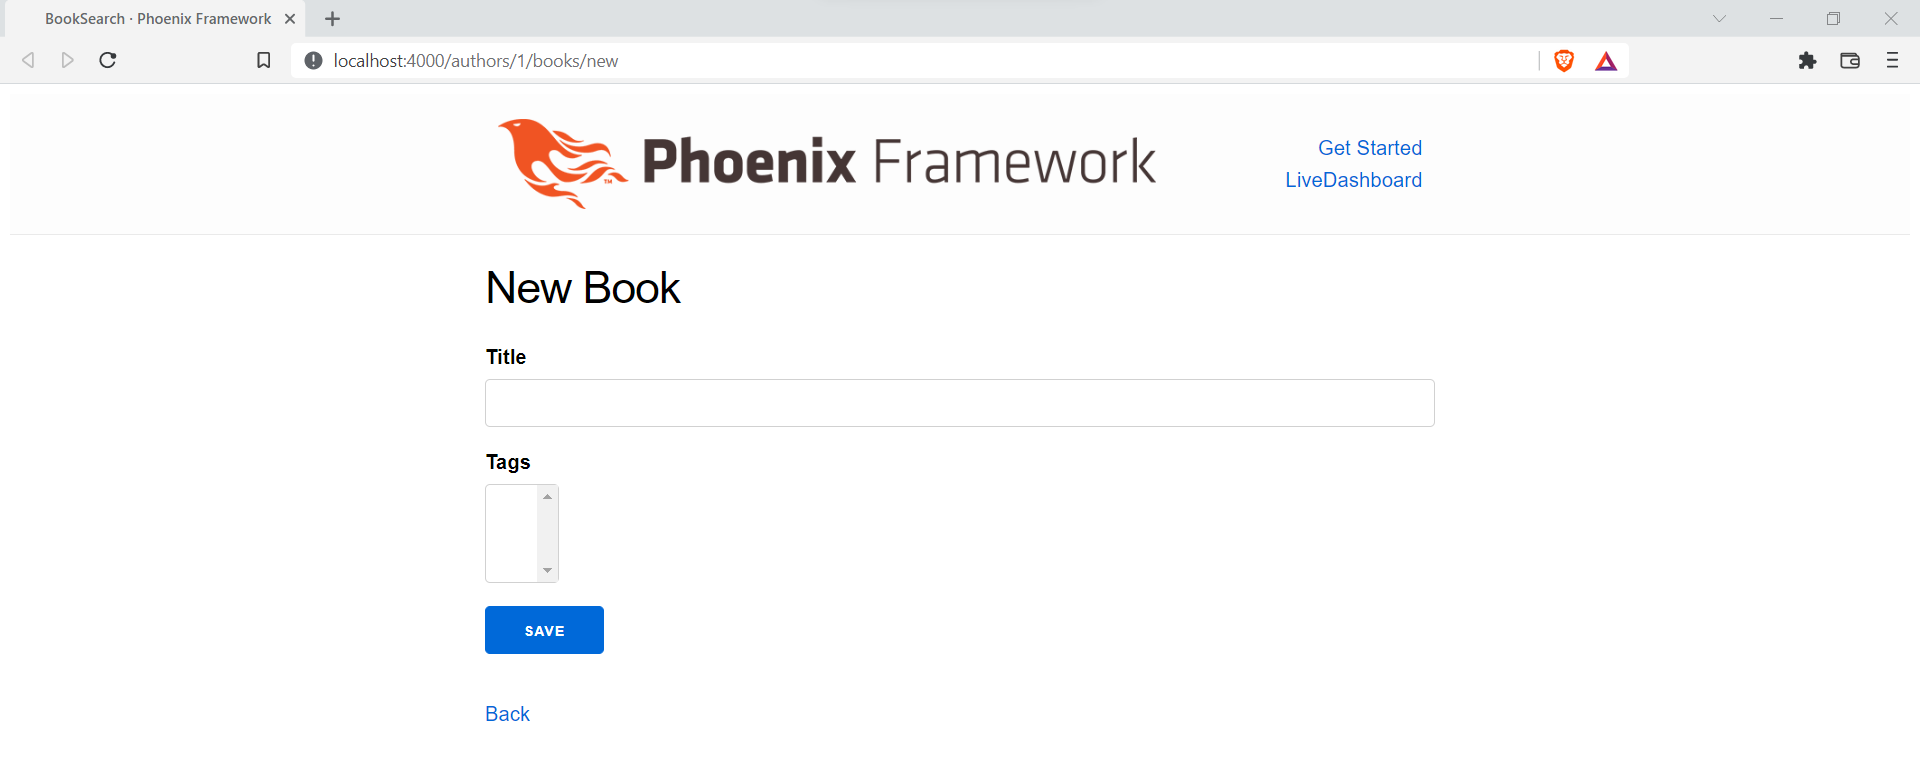 BookSearch · Phoenix Framework
localhost:4000/authors/1/books/new
Phoenix Framework
TM
Get Started
LiveDashboard
New Book
Title
Tags
SAVE
Back